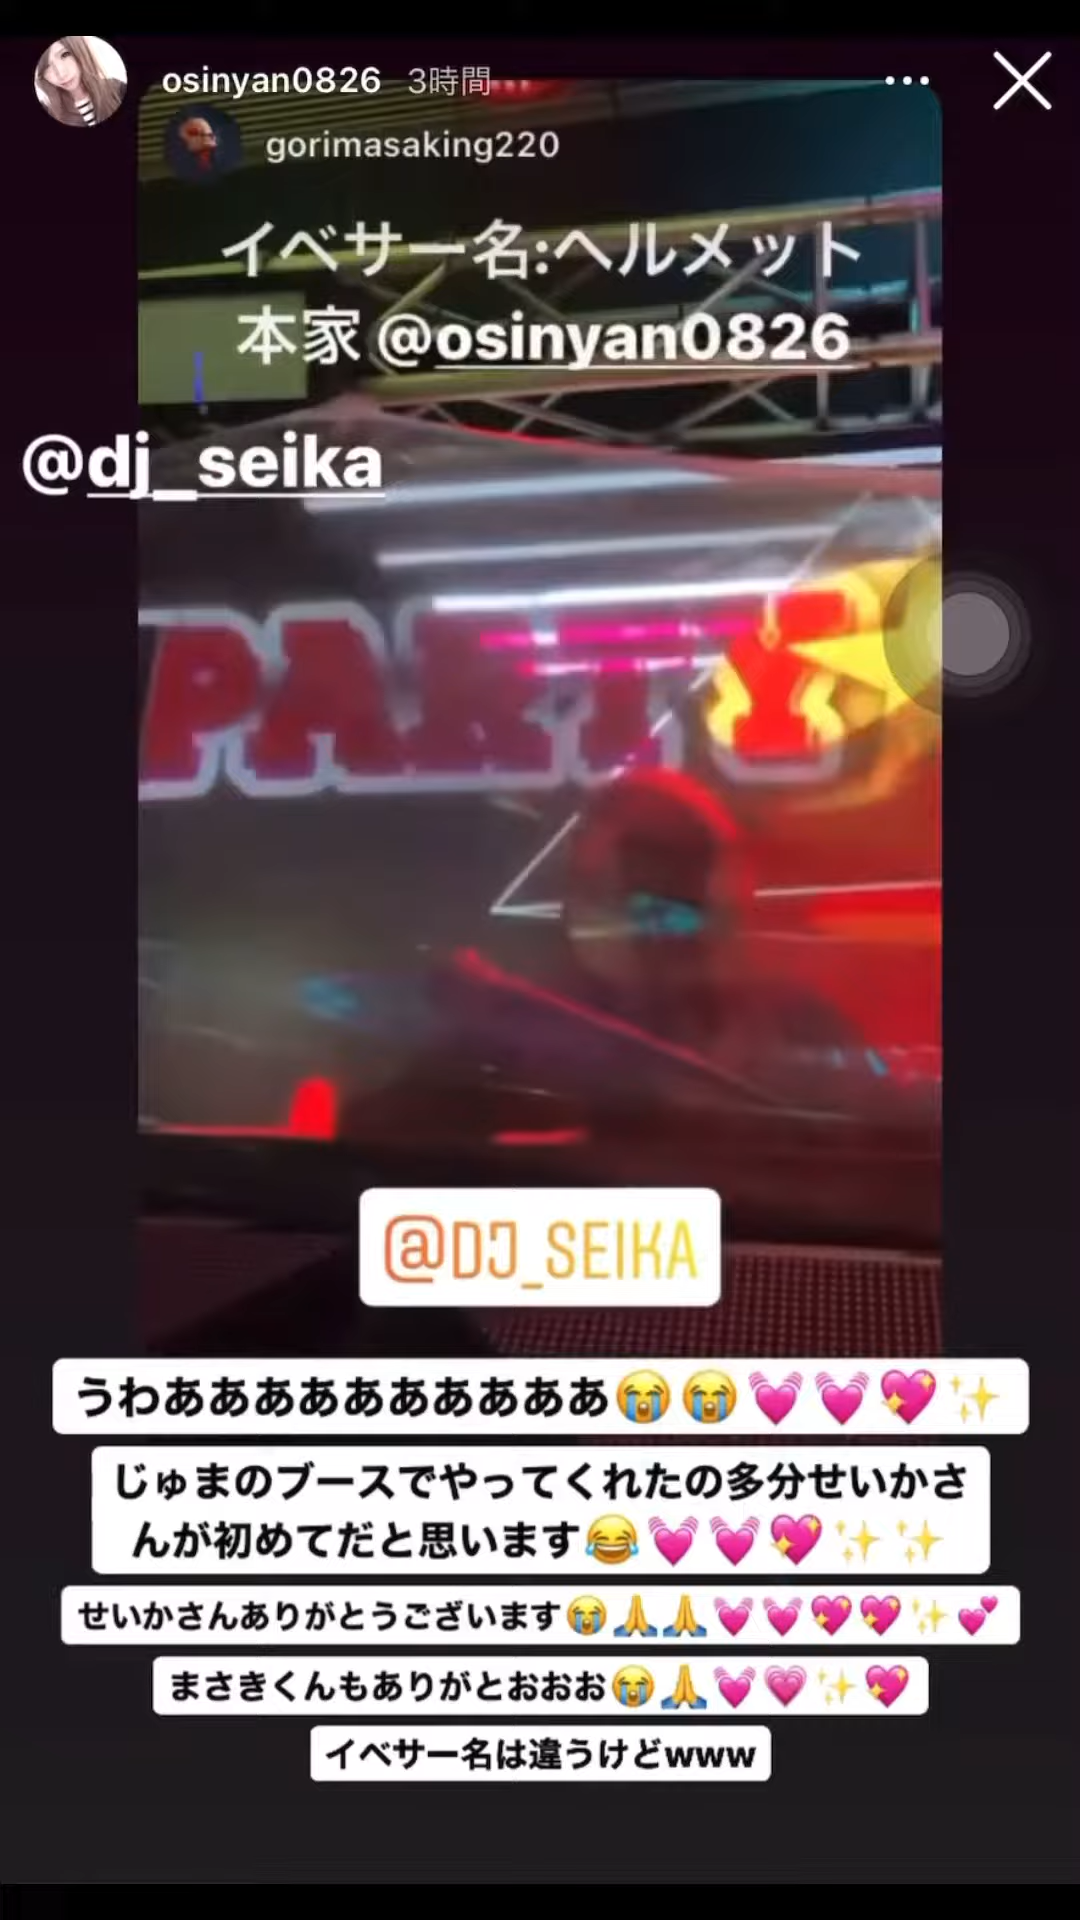 osinyan0826 3時間
gorimasaking220
イベサー名:ヘルメット
本家 @osinyan0826
@dj_seika
PARTY
@DJ_SEIKA
うわああああああああああ😭😭💓💓💖✨
じゅまのブースでやってくれたの多分せいかさ
んが初めてだと思います😂💓💓💖✨✨
せいかさんありがとうございます😭🙏🙏💓💓💖💖✨💕
まさきくんもありがとおおお😭🙏💓💗✨💖
イベサー名は違うけどwww